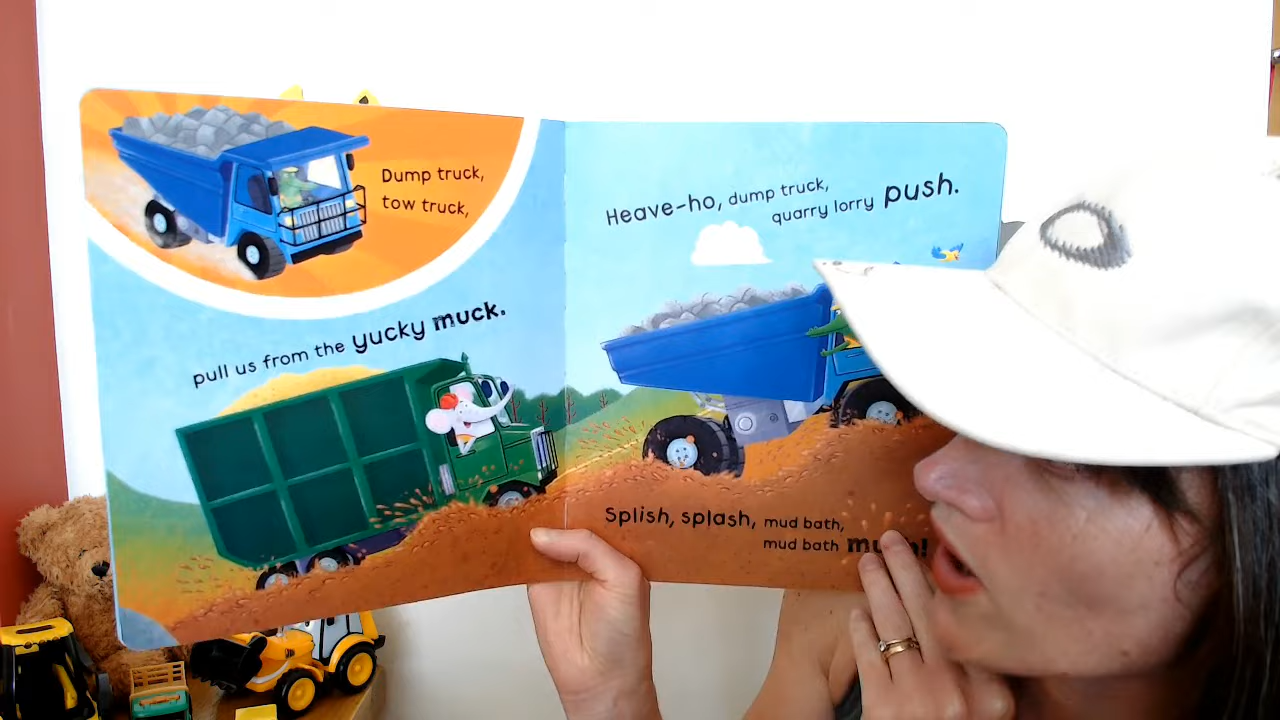 Dump truck,
tow truck,
pull us from the yucky muck.
Heave-ho, dump truck,
quarry lorry push.
Splish, splash, mud bath,
mud bath